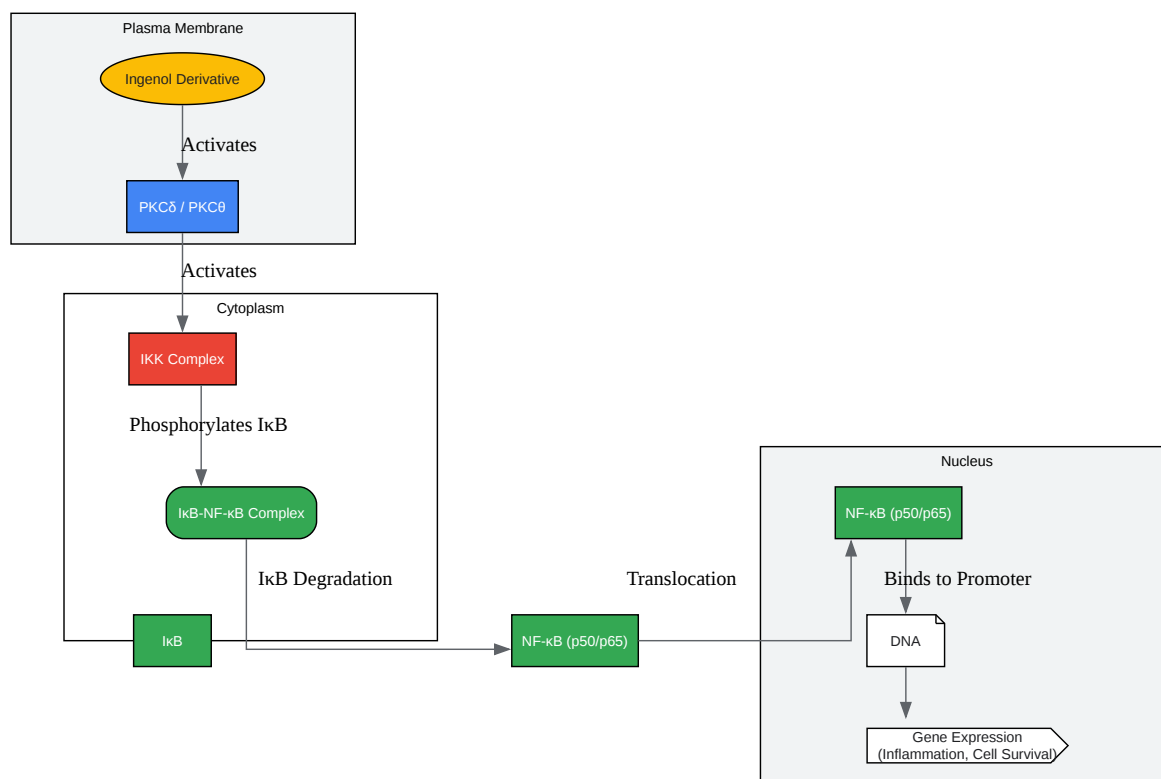 Plasma Membrane
Ingenol Derivative
Activates
PKCδ / PKCθ
Activates
Cytoplasm
IKK Complex
Phosphorylates IκB
IκB-NF-κB Complex
IκB Degradation
IκB
NF-κB (p50/p65)
Translocation
Nucleus
NF-κB (p50/p65)
Binds to Promoter
DNA
Gene Expression
(Inflammation, Cell Survival)